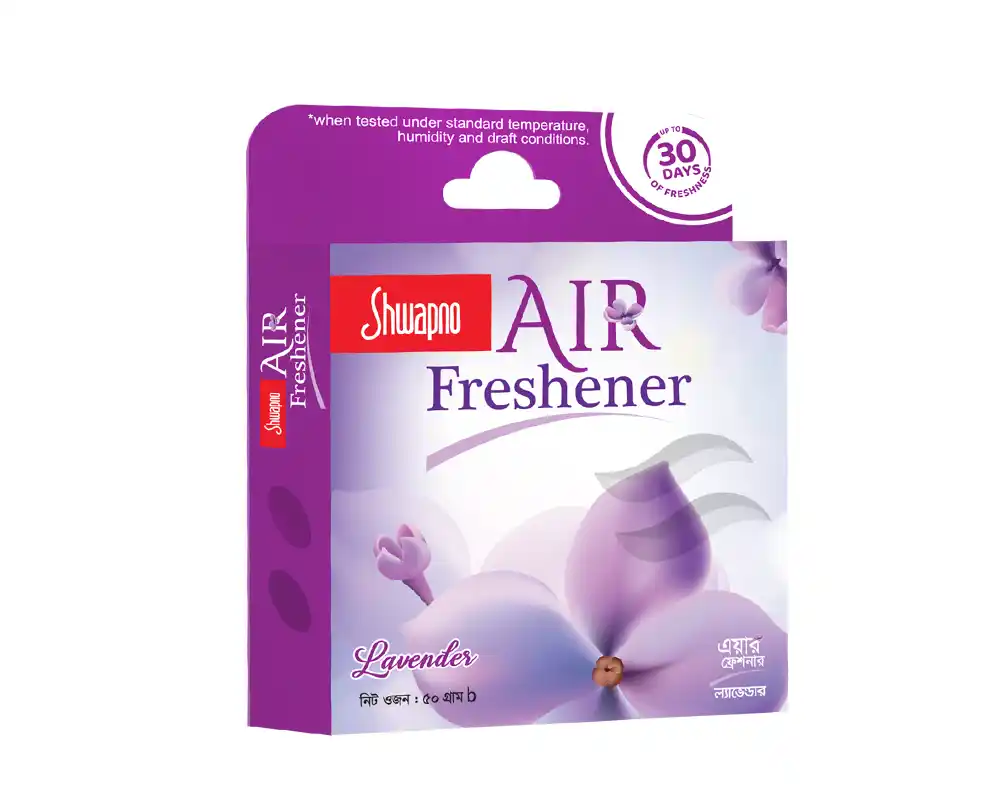 *when tested under standard temperature,
humidity and draft conditions.
UP TO
30
DAYS
OF FRESHNESS
Shwapno
AIR
Freshener
Shwapno
AIR
Freshener
Lavender
নিট ওজন : ৫০ গ্রাম b
এয়ার
ফ্রেশনার
ল্যাভেডার